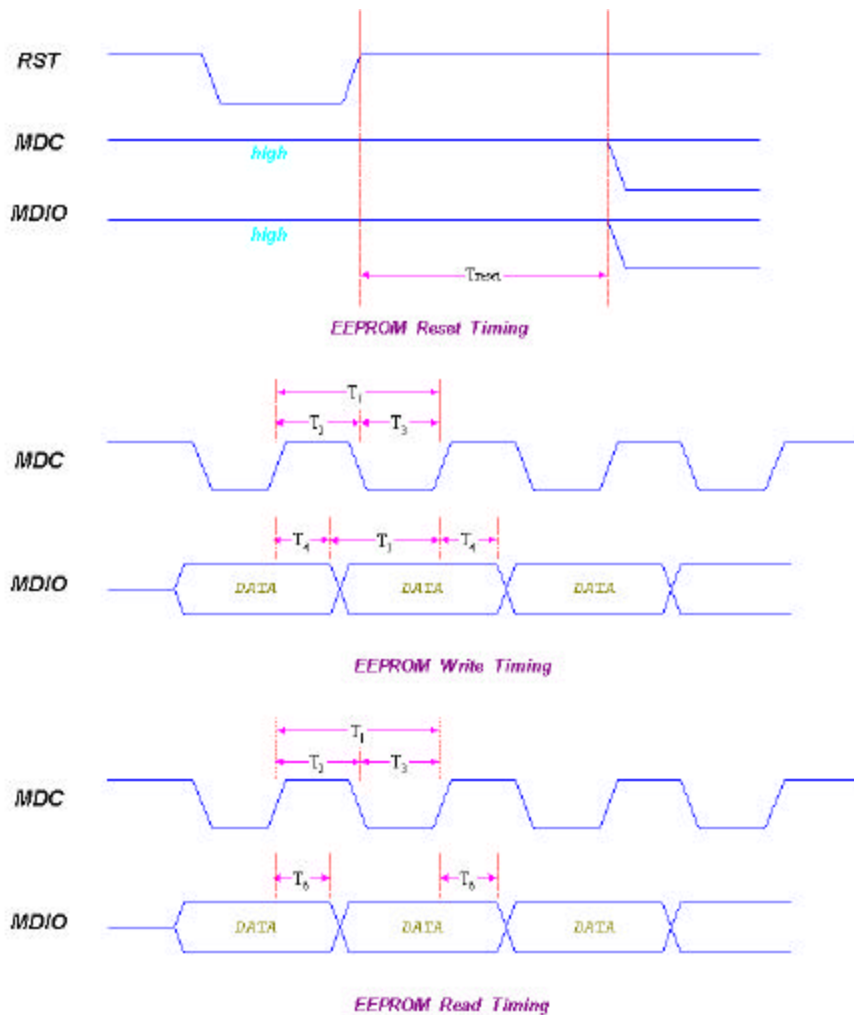 RST
MDC
high
MDIO
high
Treset
EEPROM Reset Timing
T1
T2 T3
MDC
T4 T3 T4
MDIO
DATA DATA DATA
EEPROM Write Timing
T1
T2 T3
MDC
T6 T6
MDIO
DATA DATA DATA
EEPROM Read Timing